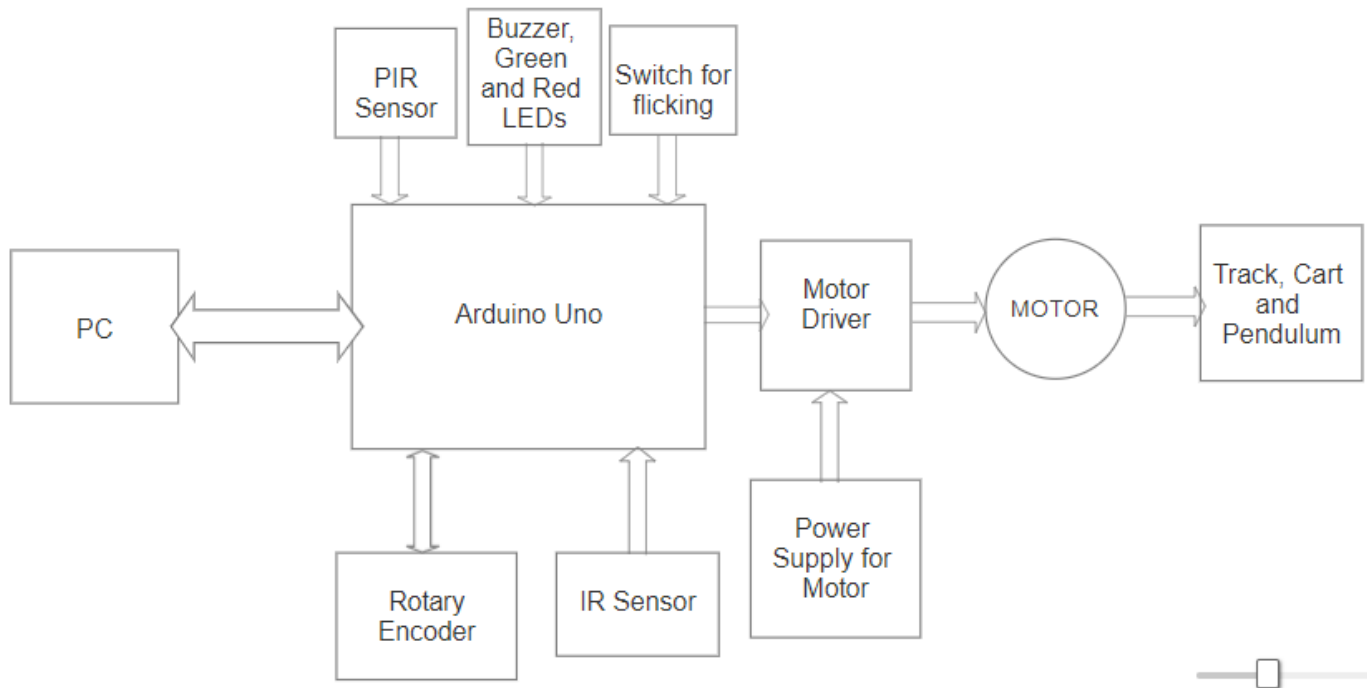 PIR
Sensor
Buzzer,
Green
and Red
LEDs
Switch for
flicking
PC
Arduino Uno
Motor
Driver
MOTOR
Track, Cart
and
Pendulum
Rotary
Encoder
IR Sensor
Power
Supply for
Motor